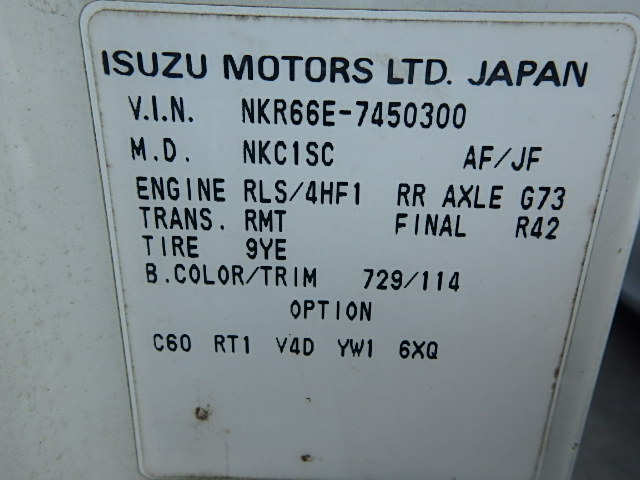 ISUZU MOTORS LTD. JAPAN
V.I.N. NKR66E-7450300
M.D. NKC1SC AF/JF
ENGINE RLS/4HF1 RR AXLE G73
TRANS. RMT FINAL R42
TIRE 9YE
B.COLOR/TRIM 729/114
OPTION
C60 RT1 V4D YW1 6XQ